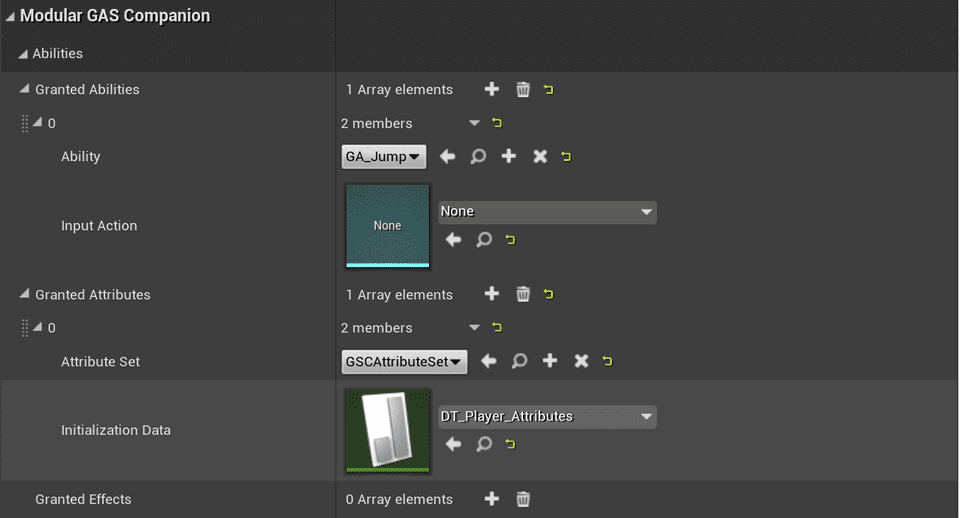 Modular GAS Companion
Abilities
Granted Abilities 1 Array elements
0 2 members
Ability GA_Jump
Input Action None None
Granted Attributes 1 Array elements
0 2 members
Attribute Set GSCAttributeSet
Initialization Data DT_Player_Attributes
Granted Effects 0 Array elements